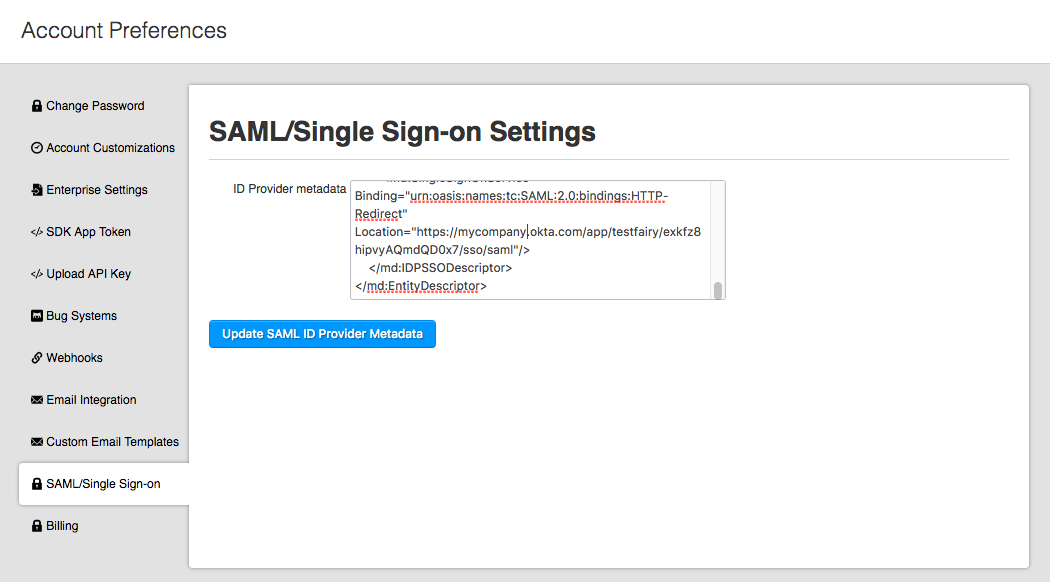 Account Preferences
Change Password
Account Customizations
Enterprise Settings
SDK App Token
Upload API Key
Bug Systems
Webhooks
Email Integration
Custom Email Templates
SAML/Single Sign-on
Billing
SAML/Single Sign-on Settings
ID Provider metadata
Binding="urn:oasis:names:tc:SAML:2.0:bindings:HTTP-
Redirect"
Location="https://mycompany.okta.com/app/testfairy/exkfz8
hipvyAQmdQD0x7/sso/saml"/>
</md:IDPSSODescriptor>
</md:EntityDescriptor>
Update SAML ID Provider Metadata